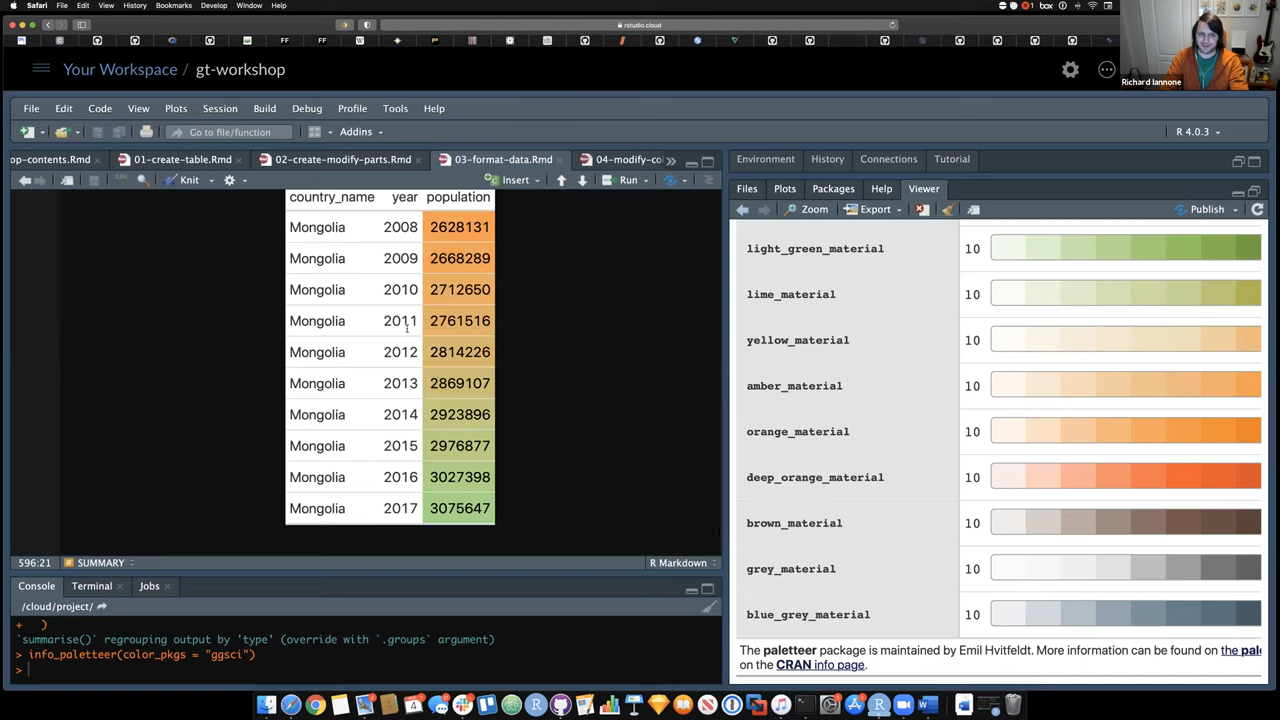 Safari File Edit View History Bookmarks Develop Window Help
1 box
rstudio.cloud
FF FF W
Richard Iannone
Your Workspace / gt-workshop
File Edit Code View Plots Session Build Debug Profile Tools Help
Go to file/function Addins R 4.0.3
op-contents.Rmd 01-create-table.Rmd 02-create-modify-parts.Rmd 03-format-data.Rmd 04-modify-co
ABC Knit Insert Run
country_name year population
Mongolia 2008 2628131
Mongolia 2009 2668289
Mongolia 2010 2712650
Mongolia 2011 2761516
Mongolia 2012 2814226
Mongolia 2013 2869107
Mongolia 2014 2923896
Mongolia 2015 2976877
Mongolia 2016 3027398
Mongolia 2017 3075647
596:21 # SUMMARY R Markdown
Console Terminal Jobs
/cloud/project/
+ )
`summarise()` regrouping output by 'type' (override with `.groups` argument)
> info_paletteer(color_pkgs = "ggsci")
>
Environment History Connections Tutorial
Files Plots Packages Help Viewer
Zoom Export Publish
light_green_material 10
lime_material 10
yellow_material 10
amber_material 10
orange_material 10
deep_orange_material 10
brown_material 10
grey_material 10
blue_grey_material 10
The paletteer package is maintained by Emil Hvitfeldt. More information can be found on the pal
on the CRAN info page.